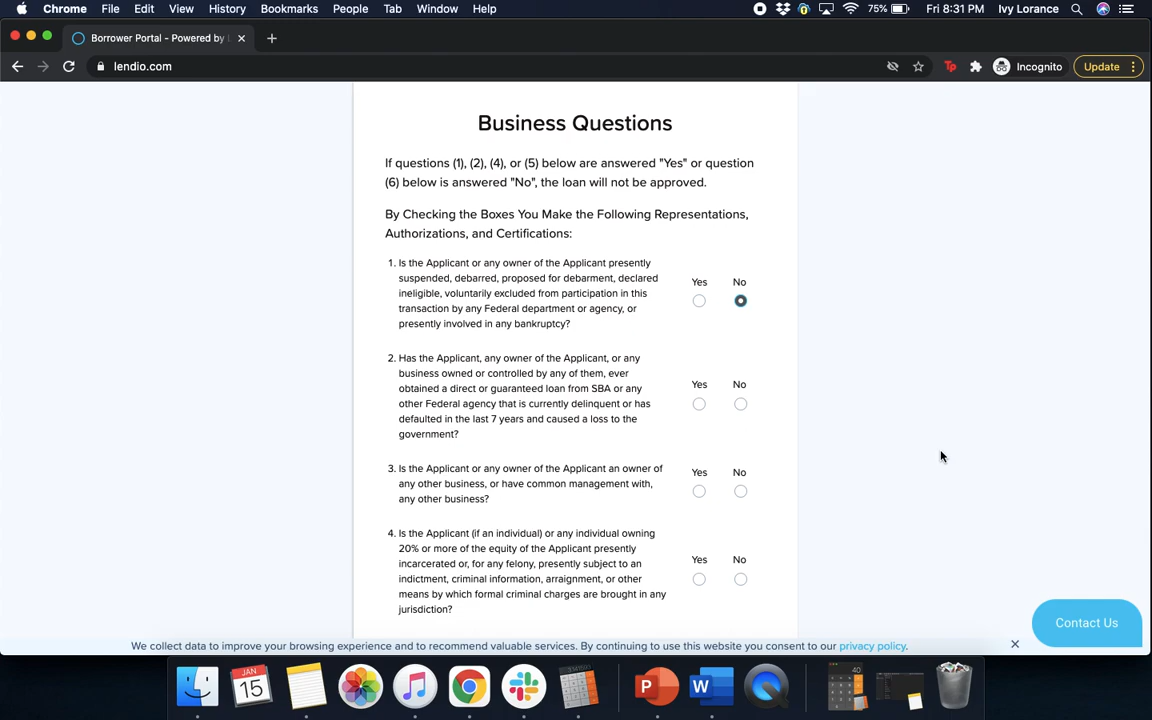 Chrome File Edit View History Bookmarks People Tab Window Help 75% Fri 8:31 PM Ivy Lorance
Borrower Portal - Powered by
lendio.com Incognito Update
Business Questions
If questions (1), (2), (4), or (5) below are answered "Yes" or question
(6) below is answered "No", the loan will not be approved.
By Checking the Boxes You Make the Following Representations,
Authorizations, and Certifications:
1. Is the Applicant or any owner of the Applicant presently
suspended, debarred, proposed for debarment, declared
ineligible, voluntarily excluded from participation in this
transaction by any Federal department or agency, or
presently involved in any bankruptcy?
Yes No
2. Has the Applicant, any owner of the Applicant, or any
business owned or controlled by any of them, ever
obtained a direct or guaranteed loan from SBA or any
other Federal agency that is currently delinquent or has
defaulted in the last 7 years and caused a loss to the
government?
Yes No
3. Is the Applicant or any owner of the Applicant an owner of
any other business, or have common management with,
any other business?
Yes No
4. Is the Applicant (if an individual) or any individual owning
20% or more of the equity of the Applicant presently
incarcerated or, for any felony, presently subject to an
indictment, criminal information, arraignment, or other
means by which formal criminal charges are brought in any
jurisdiction?
Yes No
Contact Us
We collect data to improve your browsing experience and to recommend valuable services. By continuing to use this website you consent to our privacy policy.
JAN
15
P
W
40